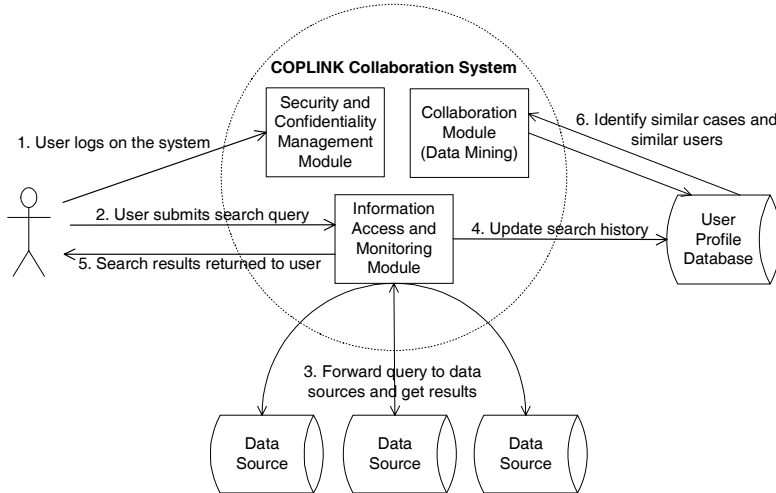 COPLINK Collaboration System
Security and
Confidentiality
Management
Module
Collaboration
Module
(Data Mining)
6. Identify similar cases and
similar users
1. User logs on the system
2. User submits search query
Information
Access and
Monitoring
Module
4. Update search history
User
Profile
Database
5. Search results returned to user
3. Forward query to data
sources and get results
Data
Source
Data
Source
Data
Source